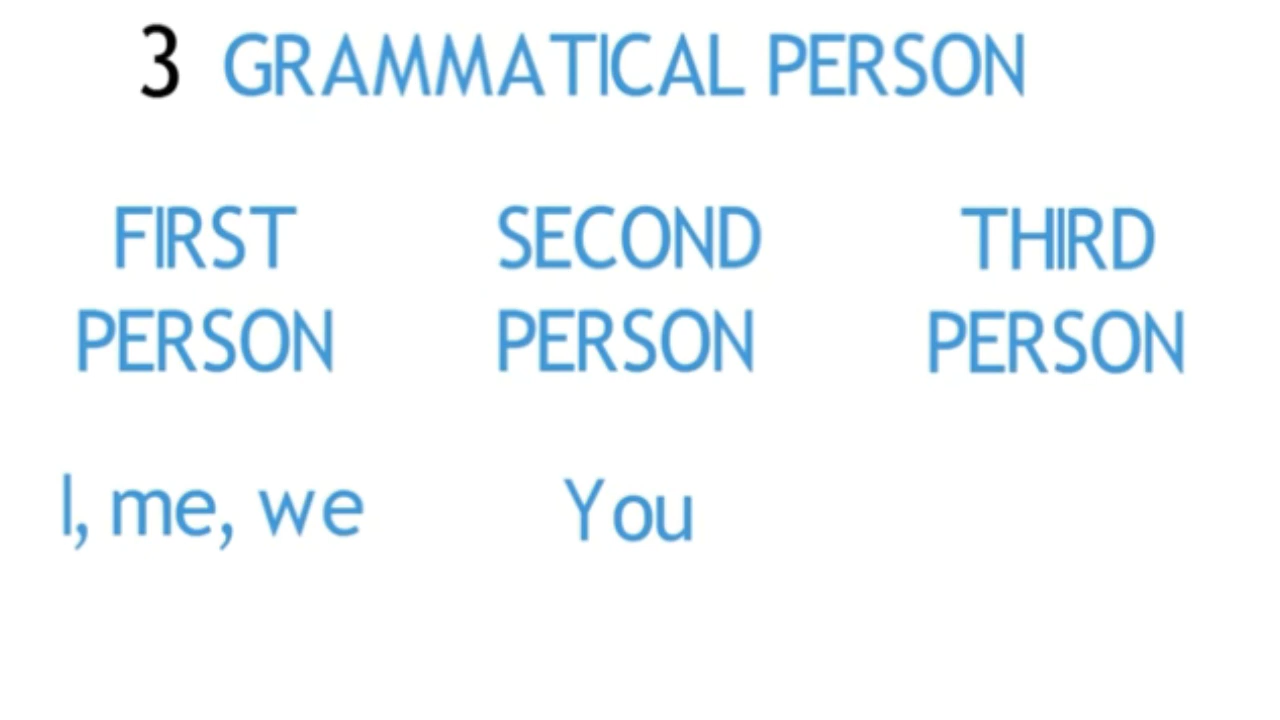 3 GRAMMATICAL PERSON
FIRST PERSON
SECOND PERSON
THIRD PERSON
I, me, we
You